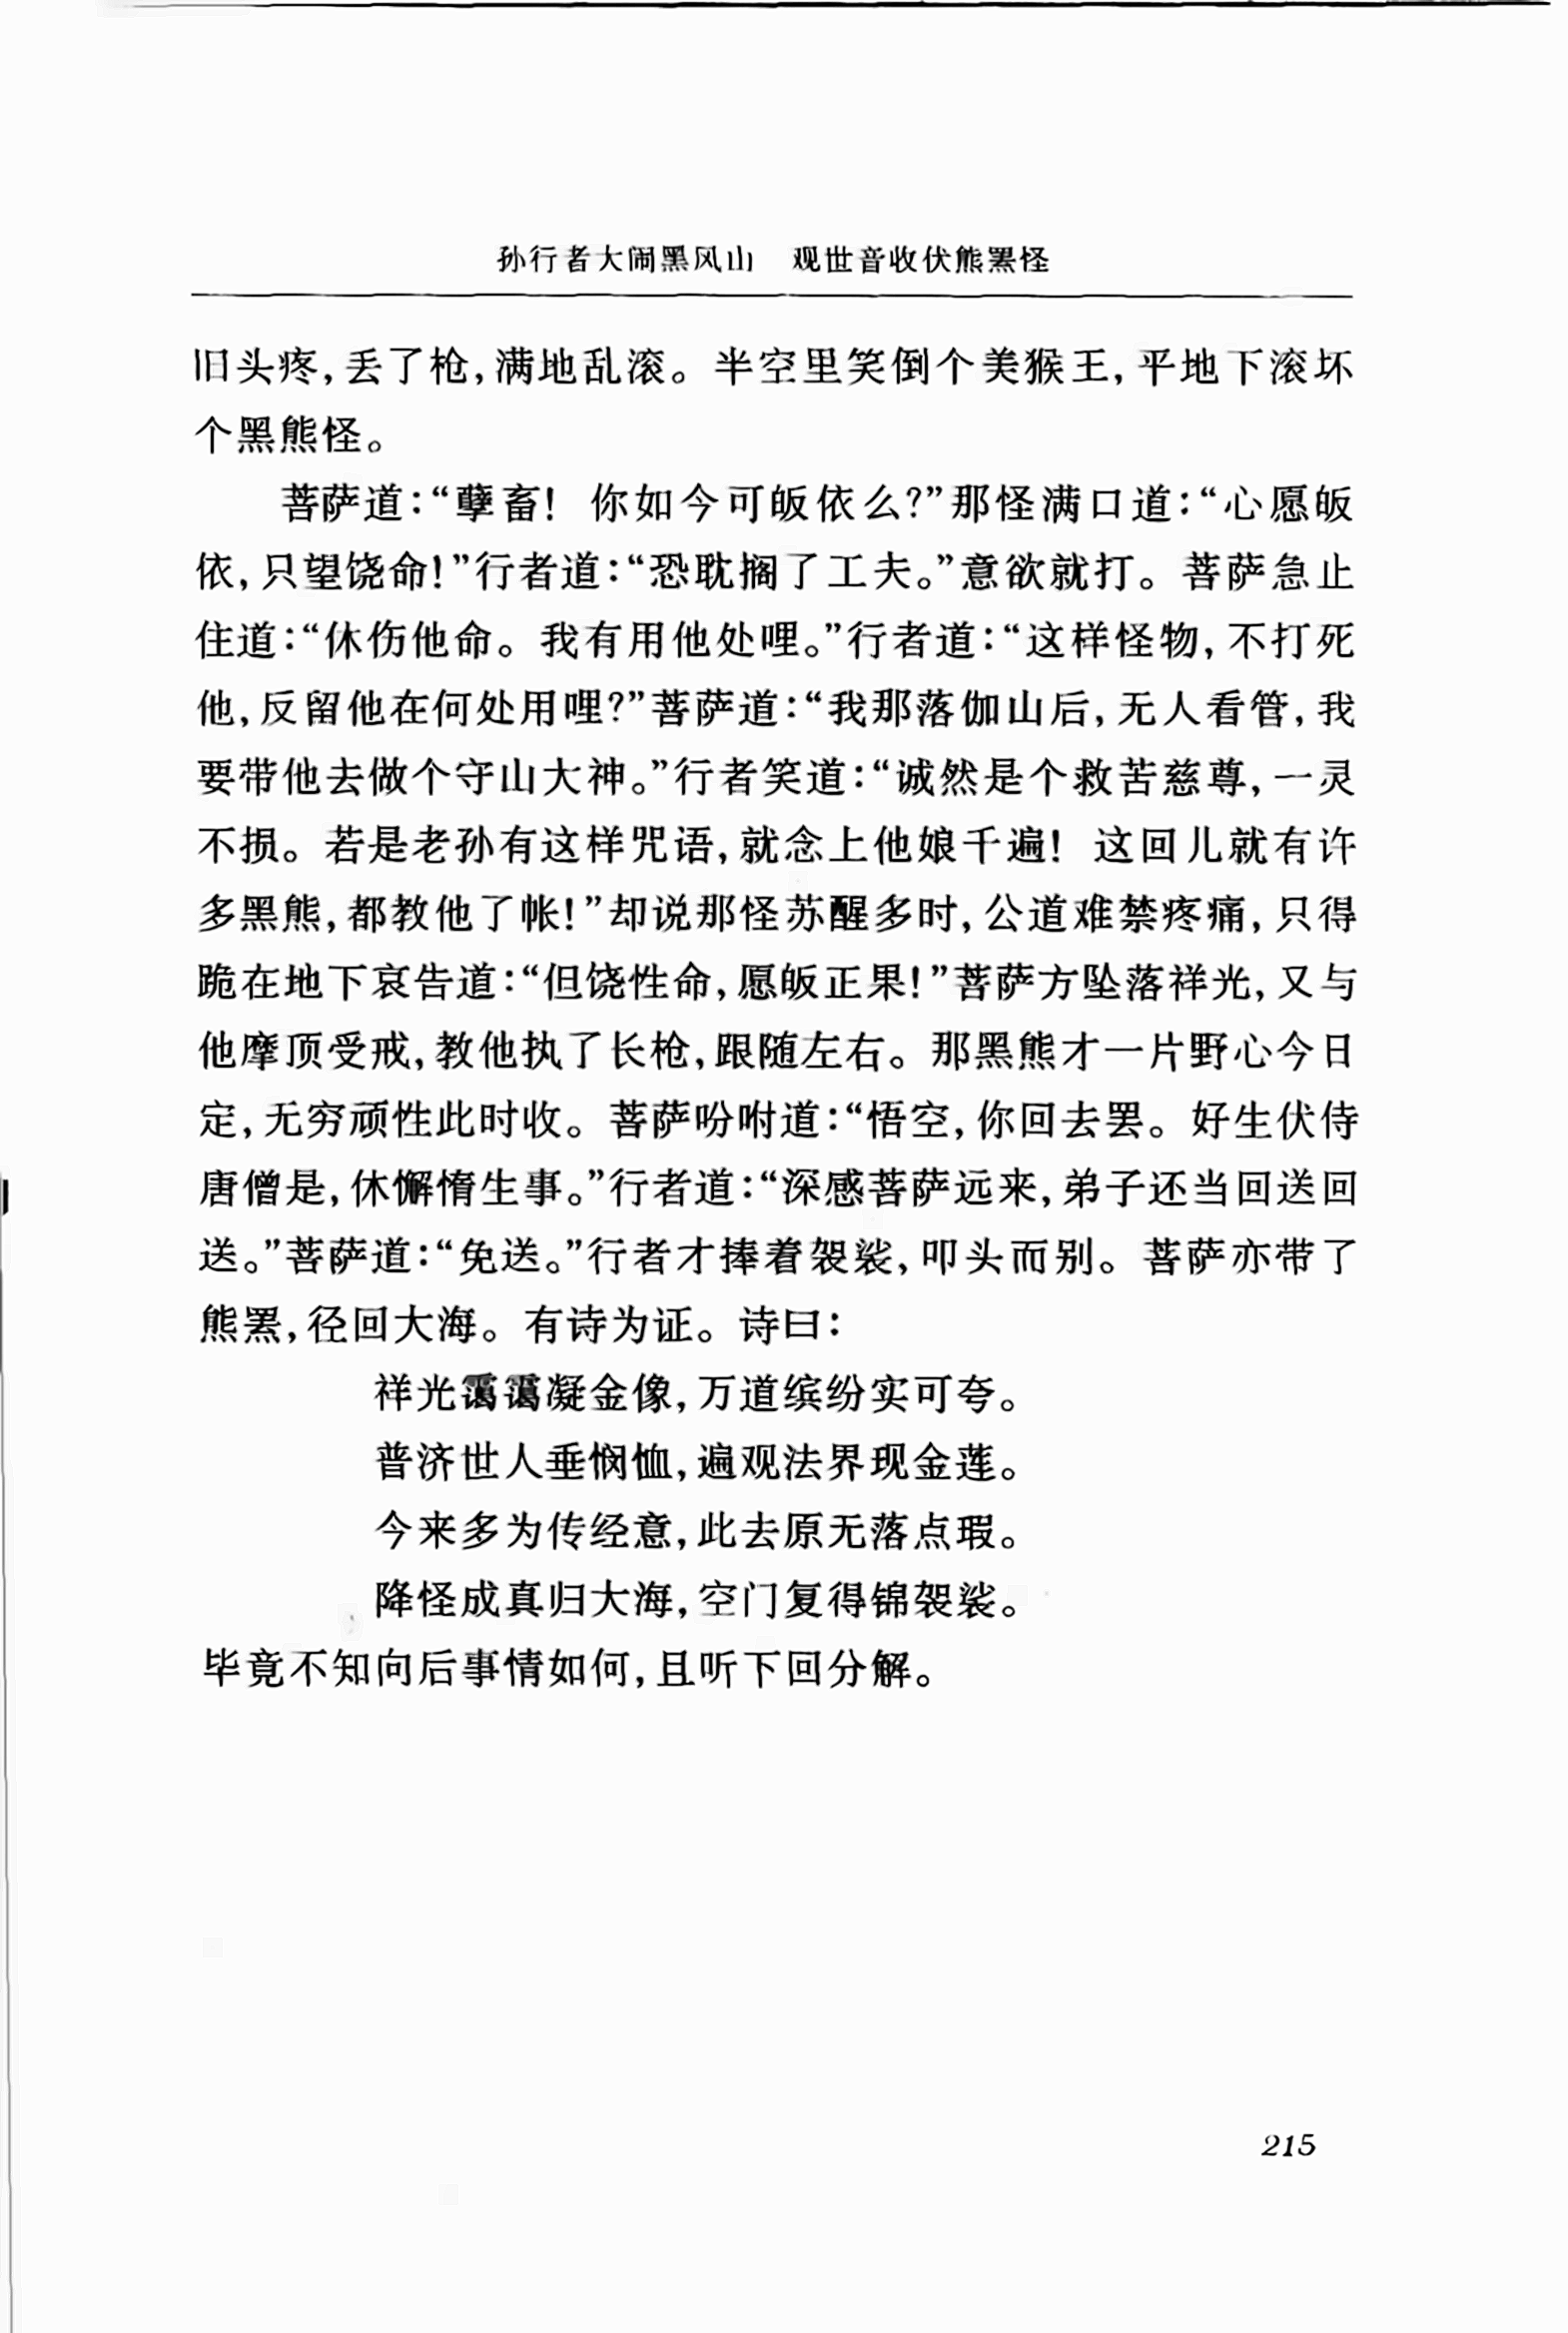 孙行者大闹黑风山　观世音收伏熊罴怪
旧头疼,丢了枪,满地乱滚。半空里笑倒个美猴王,平地下滚坏
个黑熊怪。
菩萨道:“孽畜! 你如今可皈依么?”那怪满口道:“心愿皈
依,只望饶命!”行者道:“恐耽搁了工夫。”意欲就打。菩萨急止
住道:“休伤他命。我有用他处哩。”行者道:“这样怪物,不打死
他,反留他在何处用哩?”菩萨道:“我那落伽山后,无人看管,我
要带他去做个守山大神。”行者笑道:“诚然是个救苦慈尊,一灵
不损。若是老孙有这样咒语,就念上他娘千遍! 这回儿就有许
多黑熊,都教他了帐!”却说那怪苏醒多时,公道难禁疼痛,只得
跪在地下哀告道:“但饶性命,愿皈正果!”菩萨方坠落祥光,又与
他摩顶受戒,教他执了长枪,跟随左右。那黑熊才一片野心今日
定,无穷顽性此时收。菩萨吩咐道:“悟空,你回去罢。好生伏侍
唐僧是,休懈惰生事。”行者道:“深感菩萨远来,弟子还当回送回
送。”菩萨道:“免送。”行者才捧着袈裟,叩头而别。菩萨亦带了
熊罴,径回大海。有诗为证。诗曰:
祥光霭霭凝金像,万道缤纷实可夸。
普济世人垂悯恤,遍观法界现金莲。
今来多为传经意,此去原无落点瑕。
降怪成真归大海,空门复得锦袈裟。
毕竟不知向后事情如何,且听下回分解。
215